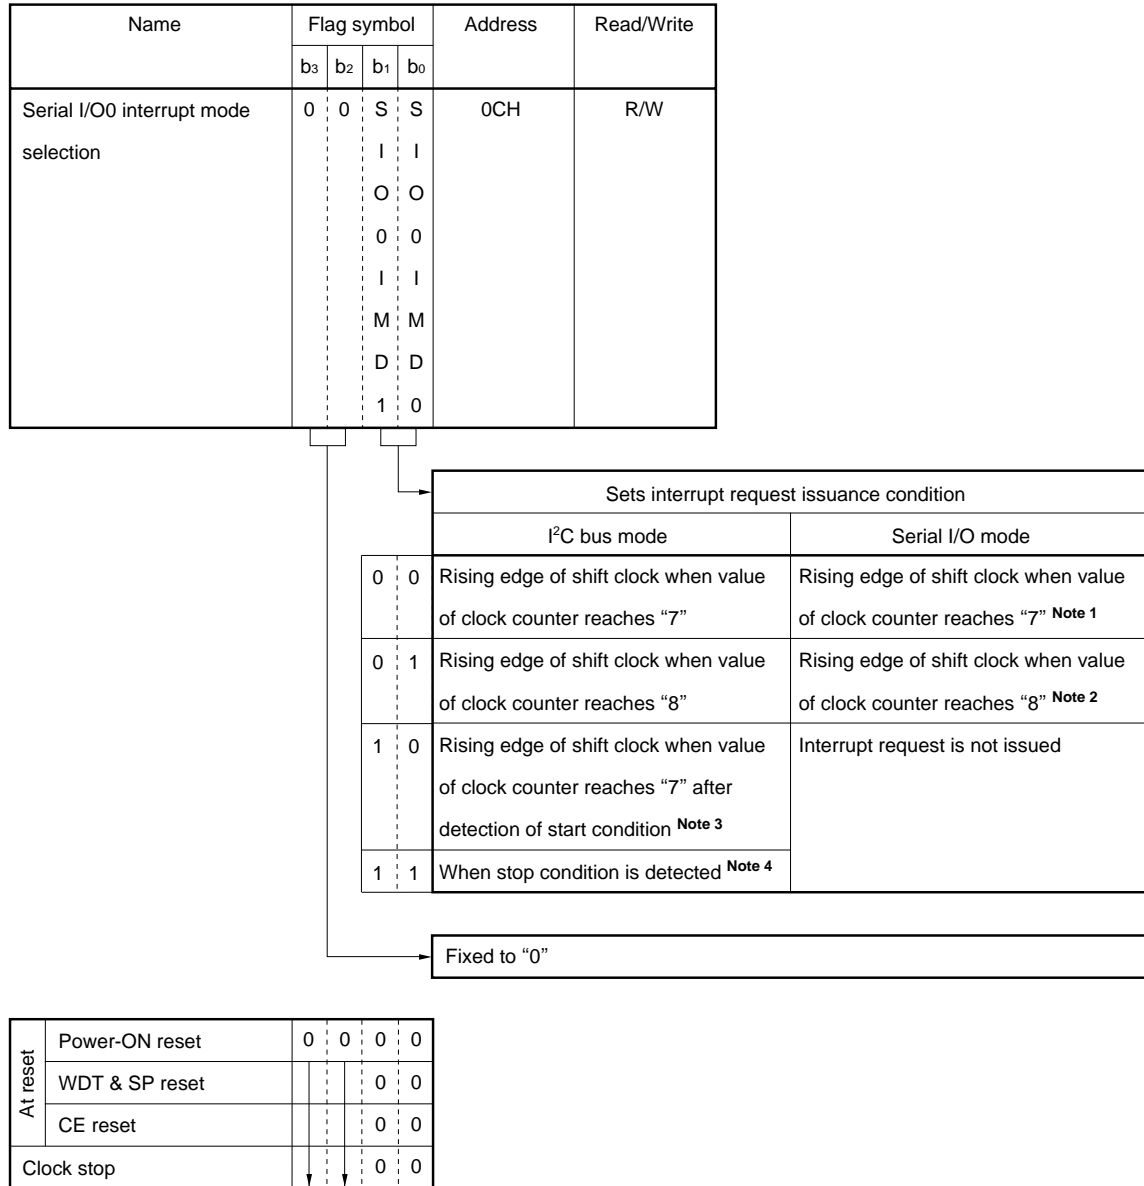 Name Flag symbol Address Read/Write
b3 b2 b1 b0
Serial I/O0 interrupt mode 0 0 S S 0CH R/W
selection I I
O O
0 0
I I
M M
D D
1 0
Sets interrupt request issuance condition
I2C bus mode Serial I/O mode
0 0 Rising edge of shift clock when value Rising edge of shift clock when value
of clock counter reaches “7” of clock counter reaches “7” Note 1
0 1 Rising edge of shift clock when value Rising edge of shift clock when value
of clock counter reaches “8” of clock counter reaches “8” Note 2
1 0 Rising edge of shift clock when value Interrupt request is not issued
of clock counter reaches “7” after
detection of start condition Note 3
1 1 When stop condition is detected Note 4
Fixed to “0”
At reset
Power-ON reset 0 0 0 0
WDT & SP reset 0 0
CE reset 0 0
Clock stop 0 0